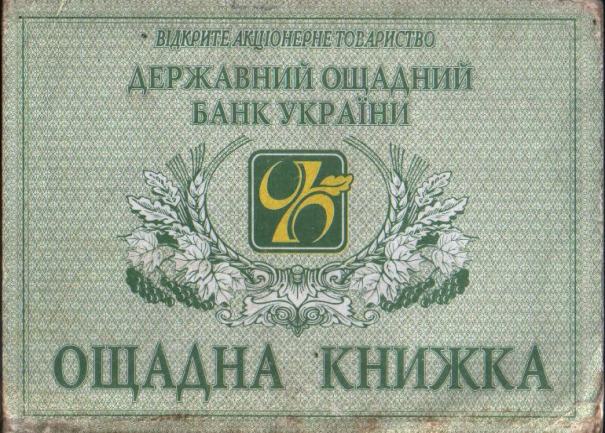 ВІДКРИТЕ АКЦІОНЕРНЕ ТОВАРИСТВО
ДЕРЖАВНИЙ ОЩАДНИЙ
БАНК УКРАЇНИ
ОЩАДНА КНИЖКА